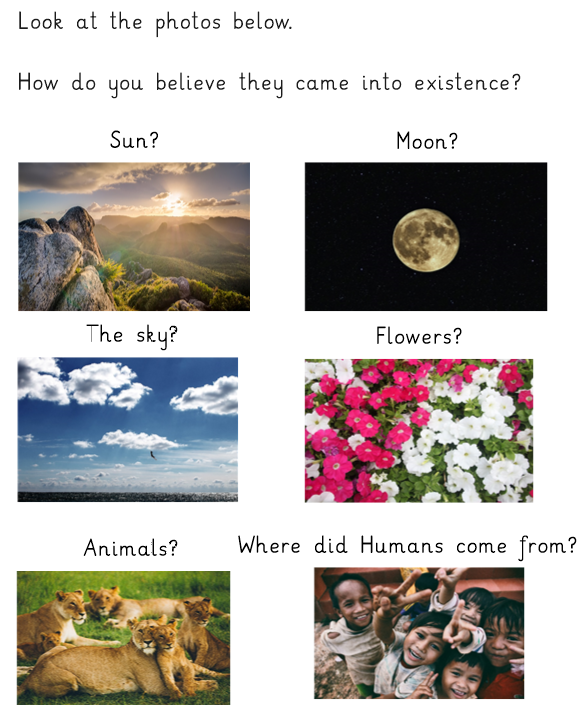 Look at the photos below.
How do you believe they came into existence?
Sun?
Moon?
The sky?
Flowers?
Animals?
Where did Humans come from?